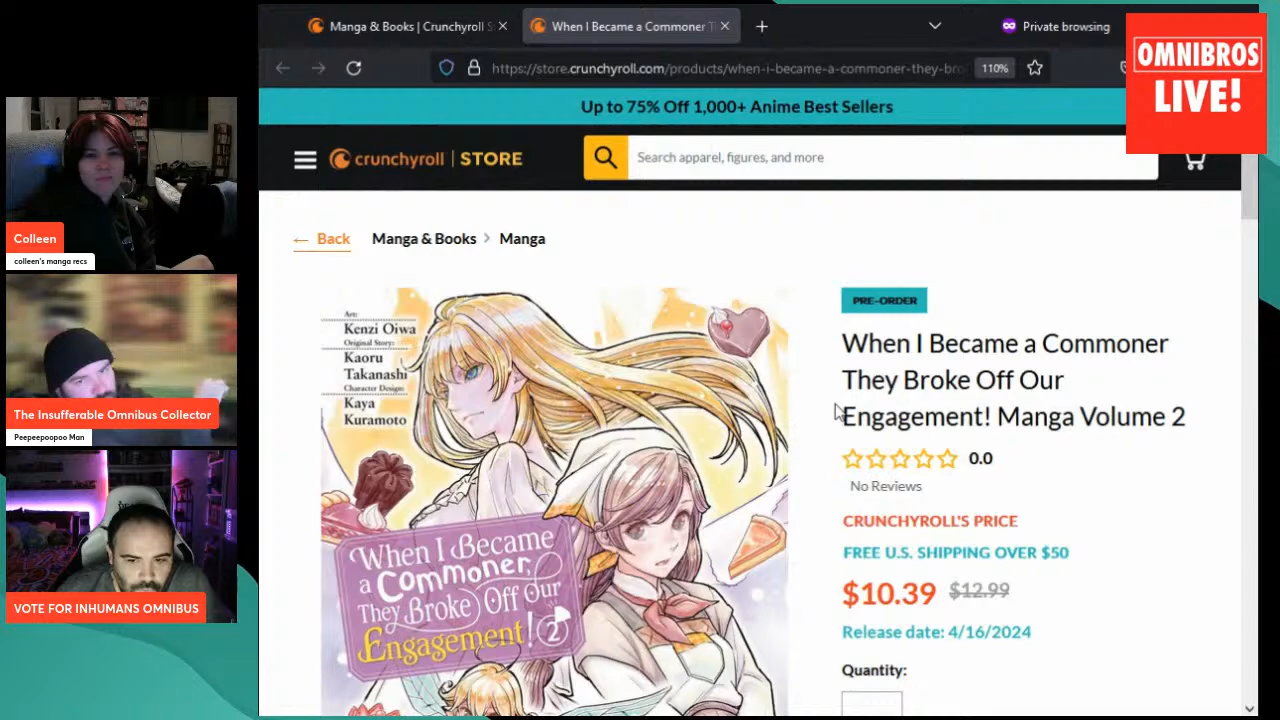 Manga & Books | Crunchyroll S
When I Became a Commoner T
Private browsing
https://store.crunchyroll.com/products/when-i-became-a-commoner-they-bro
110%
OMNIBROS
LIVE!
Up to 75% Off 1,000+ Anime Best Sellers
crunchyroll | STORE
Search apparel, figures, and more
← Back
Manga & Books > Manga
Colleen
colleen's manga recs
The Insufferable Omnibus Collector
Peepeepoopoo Man
VOTE FOR INHUMANS OMNIBUS
Art:
Kenzi Oiwa
Original Story:
Kaoru
Takanashi
Character Design:
Kaya
Kuramoto
When I Became
a Commoner,
They Broke Off Our
Engagement! 2
PRE-ORDER
When I Became a Commoner
They Broke Off Our
Engagement! Manga Volume 2
0.0
No Reviews
CRUNCHYROLL'S PRICE
FREE U.S. SHIPPING OVER $50
$10.39 $12.99
Release date: 4/16/2024
Quantity: